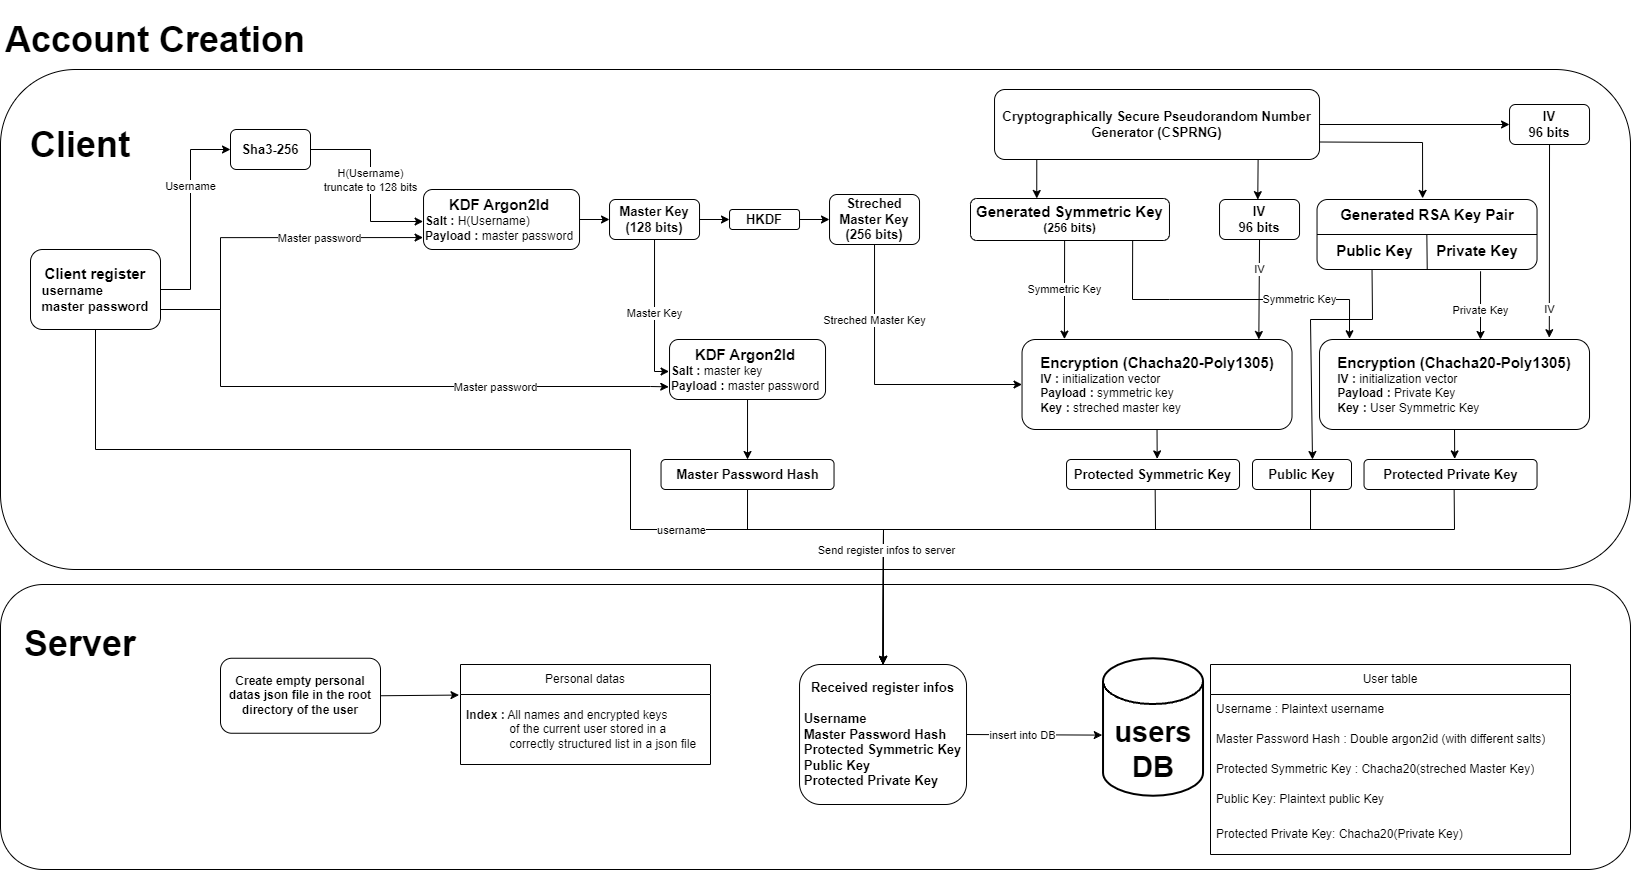 Account Creation
Client
Cryptographically Secure Pseudorandom Number
Generator (CSPRNG)
IV
96 bits
Sha3-256
Username
H(Username)
truncate to 128 bits
KDF Argon2Id
Salt : H(Username)
Payload : master password
Master password
Master Key
(128 bits)
HKDF
Streched
Master Key
(256 bits)
Generated Symmetric Key
(256 bits)
IV
96 bits
Generated RSA Key Pair
Public Key
Private Key
Client register
username
master password
IV
Symmetric Key
Symmetric Key
Private Key
IV
Master Key
Streched Master Key
KDF Argon2Id
Salt : master key
Payload : master password
Master password
Encryption (Chacha20-Poly1305)
IV : initialization vector
Payload : symmetric key
Key : streched master key
Encryption (Chacha20-Poly1305)
IV : initialization vector
Payload : Private Key
Key : User Symmetric Key
Master Password Hash
Protected Symmetric Key
Public Key
Protected Private Key
username
Send register infos to server
Server
Create empty personal
datas json file in the root
directory of the user
Personal datas
Index : All names and encrypted keys
of the current user stored in a
correctly structured list in a json file
Received register infos
Username
Master Password Hash
Protected Symmetric Key
Public Key
Protected Private Key
insert into DB
users
DB
User table
Username : Plaintext username
Master Password Hash : Double argon2id (with different salts)
Protected Symmetric Key : Chacha20(streched Master Key)
Public Key: Plaintext public Key
Protected Private Key: Chacha20(Private Key)